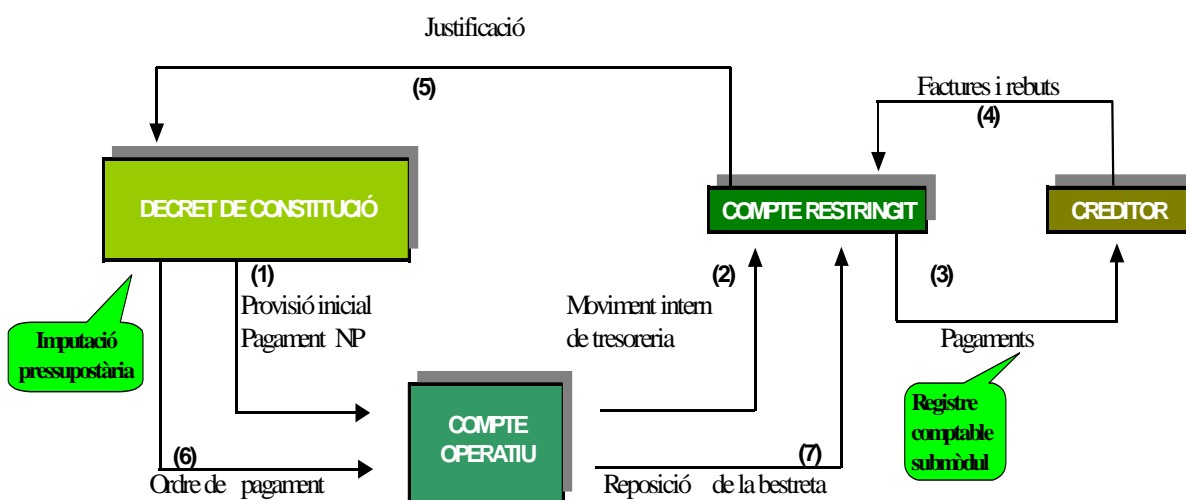 Justificació
(5)
Factures i rebuts
(4)
DECRET DE CONSTITUCIÓ
COMPTE RESTRINGIT
CREDITOR
(1)
Provisió inicial
Pagament NP
(2)
Moviment intern
de tresoreria
(3)
Pagaments
Imputació
pressupostària
Registre
comptable
submòdul
COMPTE
OPERATIU
(6)
Ordre de pagament
(7)
Reposició de la bestreta